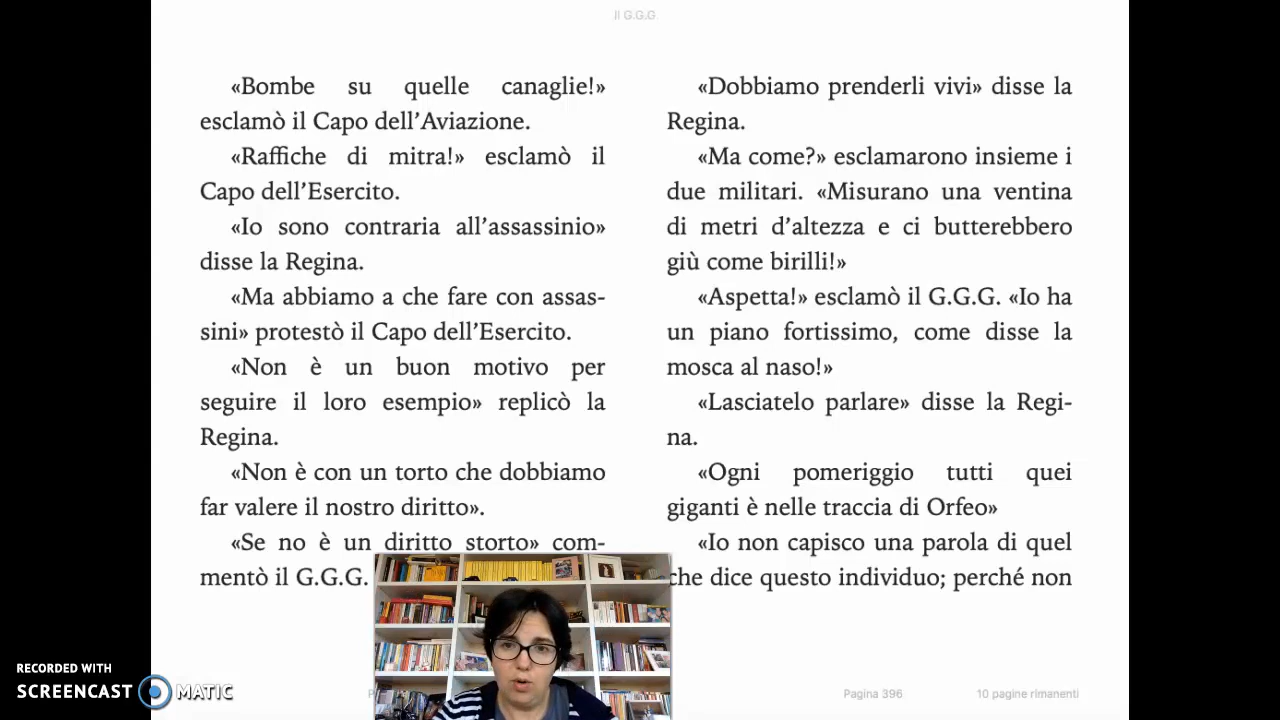 Il G.G.G.
«Bombe su quelle canaglie!»
esclamò il Capo dell'Aviazione.
«Raffiche di mitra!» esclamò il
Capo dell'Esercito.
«Io sono contraria all'assassinio»
disse la Regina.
«Ma abbiamo a che fare con assas-
sini» protestò il Capo dell'Esercito.
«Non è un buon motivo per
seguire il loro esempio» replicò la
Regina.
«Non è con un torto che dobbiamo
far valere il nostro diritto».
«Se no è un diritto storto» com-
mentò il G.G.G.
«Dobbiamo prenderli vivi» disse la
Regina.
«Ma come?» esclamarono insieme i
due militari. «Misurano una ventina
di metri d'altezza e ci butterebbero
giù come birilli!»
«Aspetta!» esclamò il G.G.G. «Io ha
un piano fortissimo, come disse la
mosca al naso!»
«Lasciatelo parlare» disse la Regi-
na.
«Ogni pomeriggio tutti quei
giganti è nelle traccia di Orfeo»
«Io non capisco una parola di quel
che dice questo individuo; perché non
Pagina 396
10 pagine rimanenti
RECORDED WITH
SCREENCAST MATIC